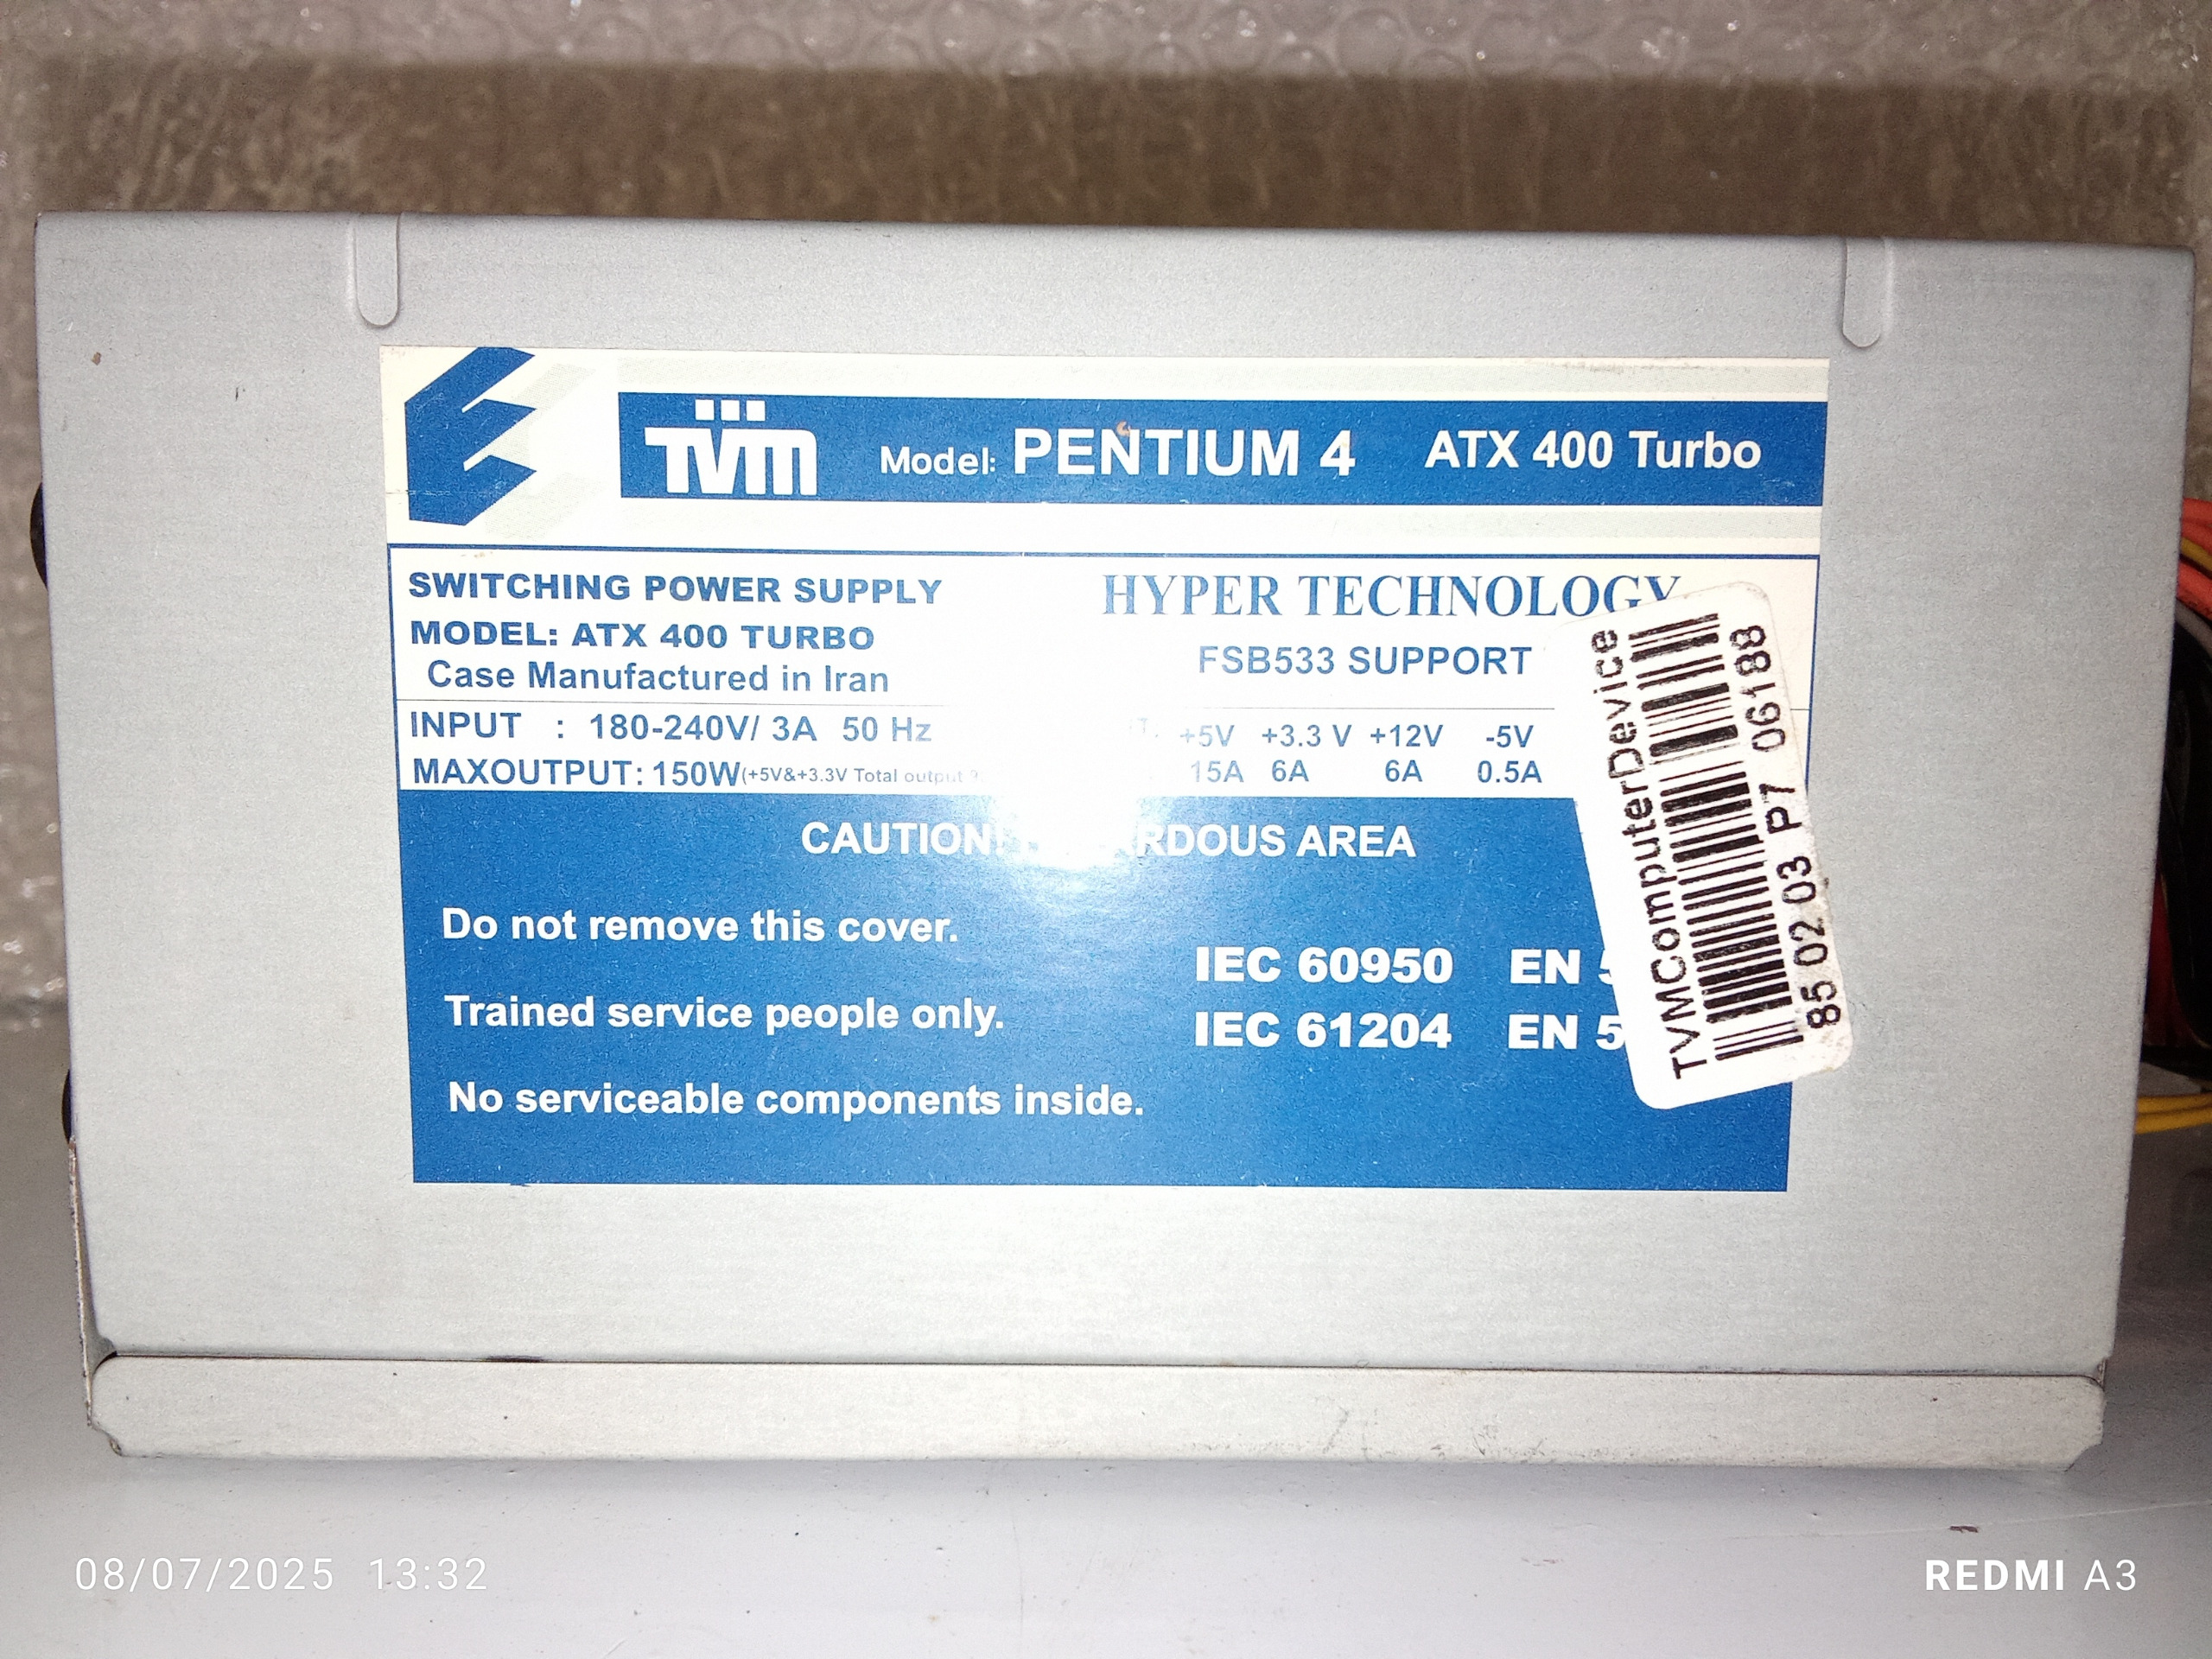 TVM Model: PENTIUM 4 ATX 400 Turbo
SWITCHING POWER SUPPLY
MODEL: ATX 400 TURBO
Case Manufactured in Iran
HYPER TECHNOLOGY
FSB533 SUPPORT
INPUT : 180-240V/ 3A 50 Hz
MAXOUTPUT: 150W(+5V&+3.3V Total output
+5V +3.3 V +12V -5V
15A 6A 6A 0.5A
CAUTION! AREA
Do not remove this cover.
Trained service people only.
No serviceable components inside.
IEC 60950 EN
IEC 61204 EN
TVMComputerDevice
85 02 03 P7 06188
08/07/2025 13:32
REDMI A3